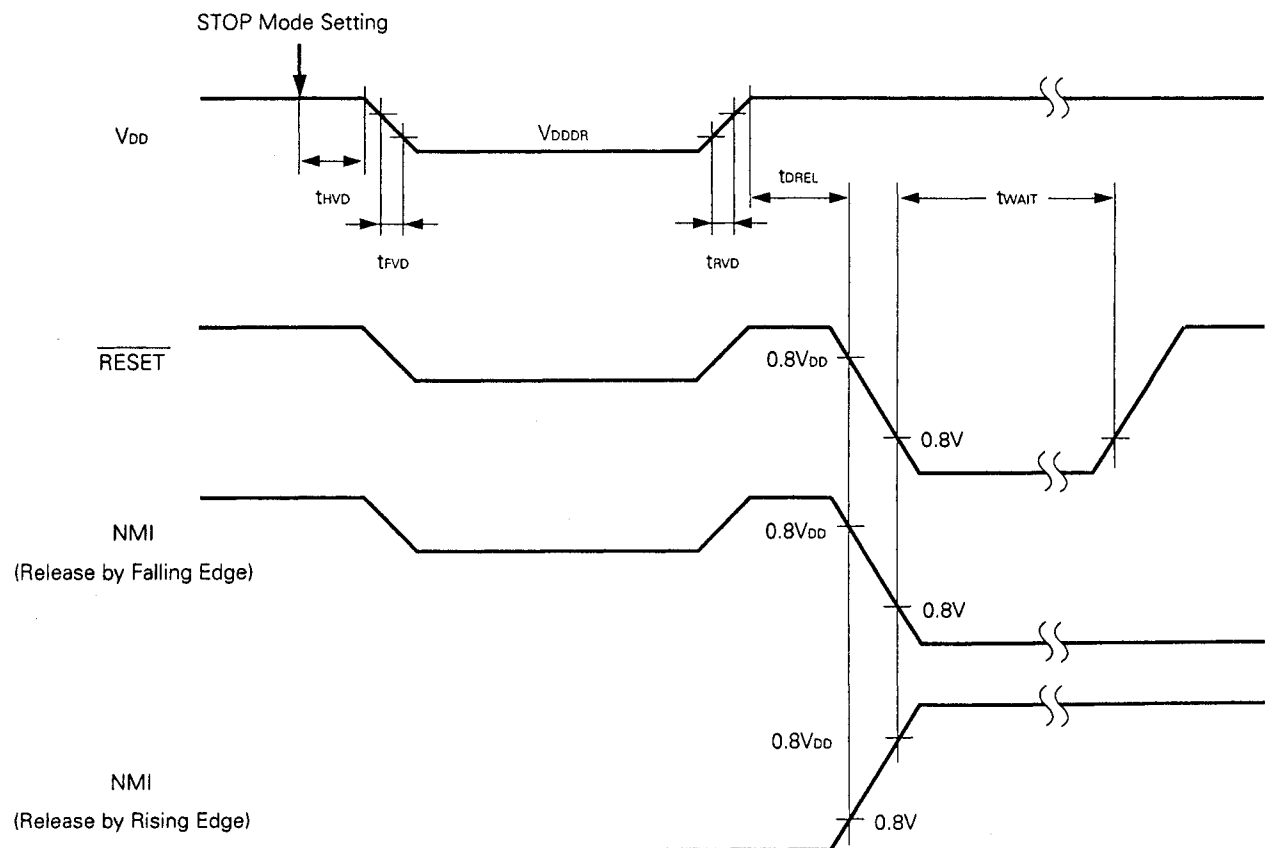 STOP Mode Setting
VDD
VDDDR
tHVD
tFVD
tRVD
tDREL
tWAIT
RESET
0.8VDD
0.8V
NMI
(Release by Falling Edge)
0.8VDD
0.8V
NMI
(Release by Rising Edge)
0.8VDD
0.8V